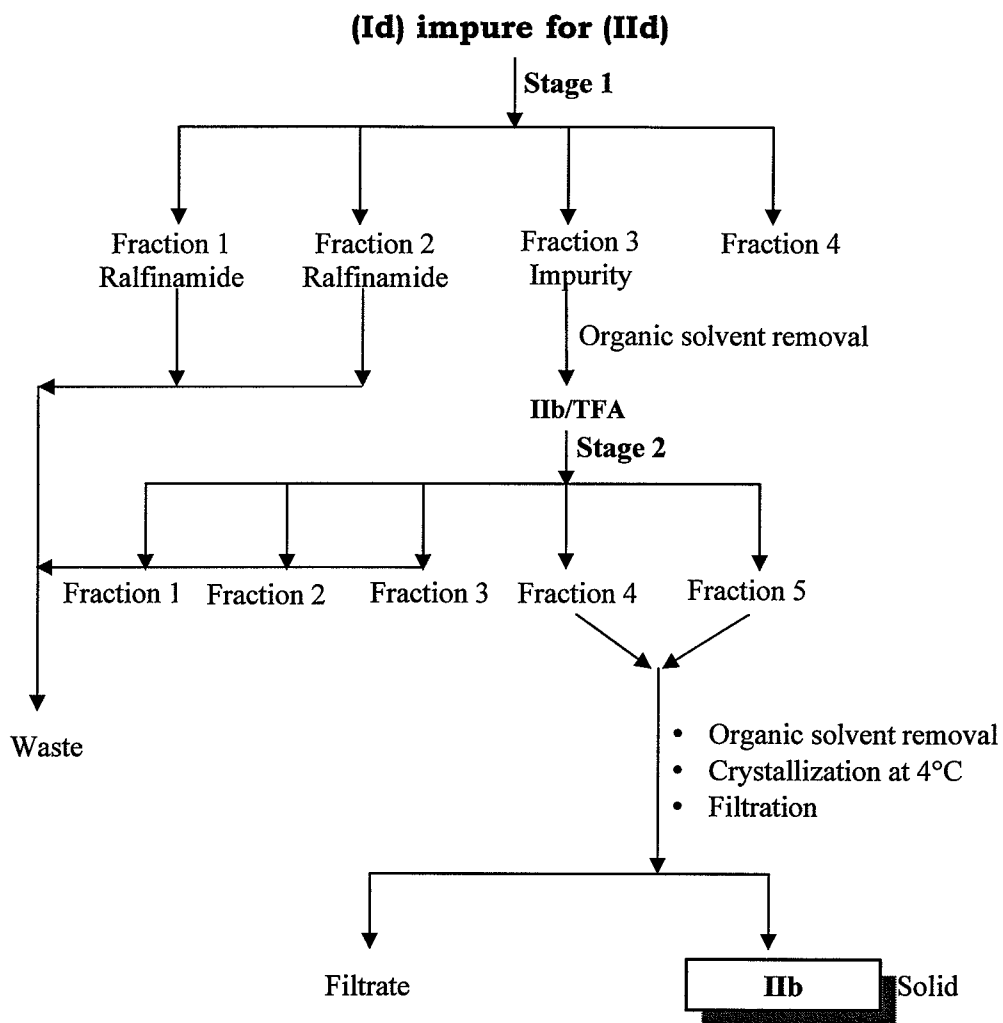 (Id) impure for (IId)
Stage 1
Fraction 1
Ralfinamide
Fraction 2
Ralfinamide
Fraction 3
Impurity
Fraction 4
Organic solvent removal
IIb/TFA
Stage 2
Fraction 1
Fraction 2
Fraction 3
Fraction 4
Fraction 5
Waste
• Organic solvent removal
• Crystallization at 4°C
• Filtration
Filtrate
IIb
Solid